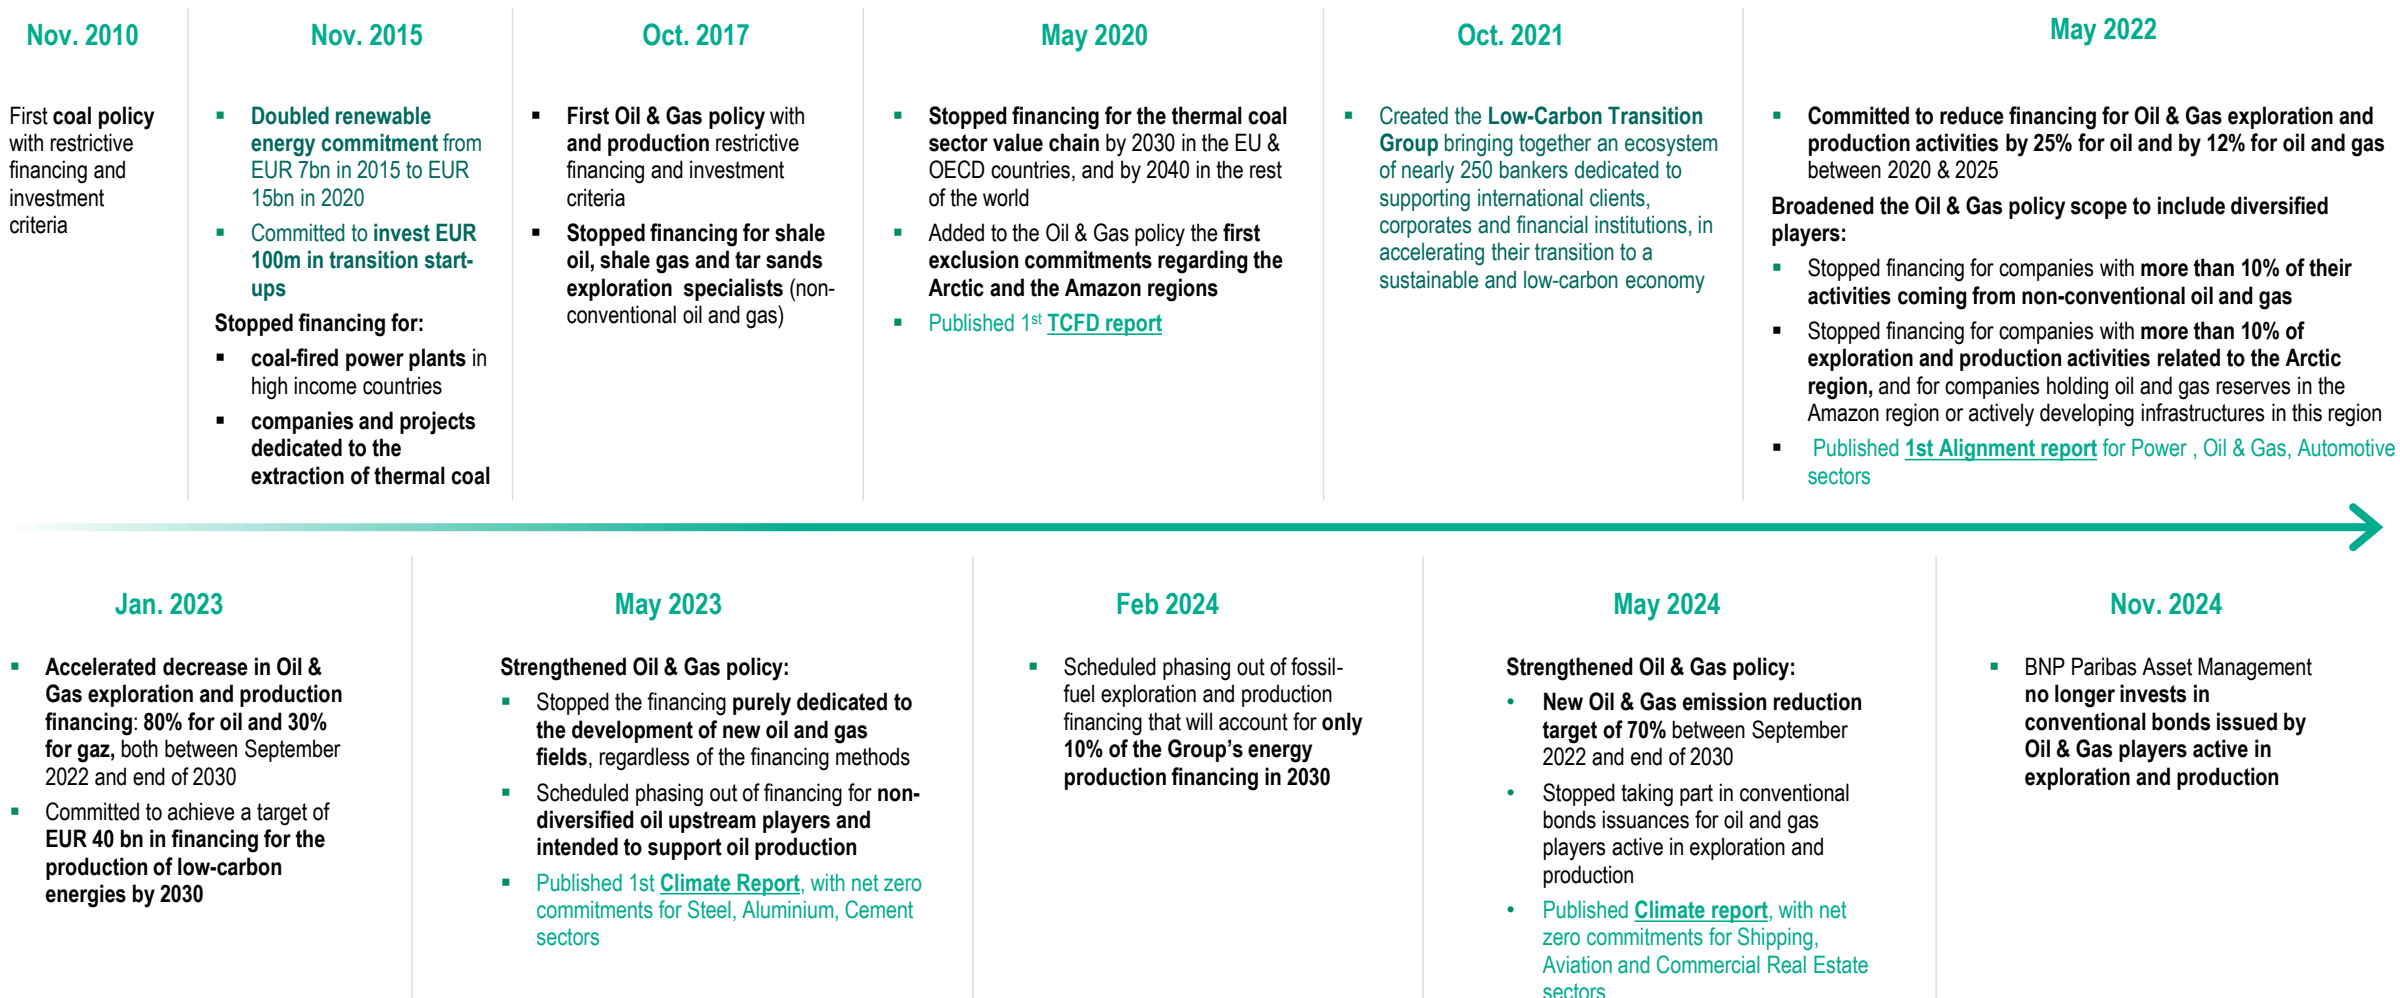 Nov. 2010
First coal policy
with restrictive
financing and
investment
criteria
Nov. 2015
▪ Doubled renewable
energy commitment from
EUR 7bn in 2015 to EUR
15bn in 2020
▪ Committed to invest EUR
100m in transition start-
ups
Stopped financing for:
▪ coal-fired power plants in
high income countries
▪ companies and projects
dedicated to the
extraction of thermal coal
Oct. 2017
▪ First Oil & Gas policy with
and production restrictive
financing and investment
criteria
▪ Stopped financing for shale
oil, shale gas and tar sands
exploration specialists (non-
conventional oil and gas)
May 2020
▪ Stopped financing for the thermal coal
sector value chain by 2030 in the EU &
OECD countries, and by 2040 in the rest
of the world
▪ Added to the Oil & Gas policy the first
exclusion commitments regarding the
Arctic and the Amazon regions
▪ Published 1st TCFD report
Oct. 2021
▪ Created the Low-Carbon Transition
Group bringing together an ecosystem
of nearly 250 bankers dedicated to
supporting international clients,
corporates and financial institutions, in
accelerating their transition to a
sustainable and low-carbon economy
May 2022
▪ Committed to reduce financing for Oil & Gas exploration and
production activities by 25% for oil and by 12% for oil and gas
between 2020 & 2025
Broadened the Oil & Gas policy scope to include diversified
players:
▪ Stopped financing for companies with more than 10% of their
activities coming from non-conventional oil and gas
▪ Stopped financing for companies with more than 10% of
exploration and production activities related to the Arctic
region, and for companies holding oil and gas reserves in the
Amazon region or actively developing infrastructures in this region
▪ Published 1st Alignment report for Power , Oil & Gas, Automotive
sectors
Jan. 2023
▪ Accelerated decrease in Oil &
Gas exploration and production
financing: 80% for oil and 30%
for gaz, both between September
2022 and end of 2030
▪ Committed to achieve a target of
EUR 40 bn in financing for the
production of low-carbon
energies by 2030
May 2023
Strengthened Oil & Gas policy:
▪ Stopped the financing purely dedicated to
the development of new oil and gas
fields, regardless of the financing methods
▪ Scheduled phasing out of financing for non-
diversified oil upstream players and
intended to support oil production
▪ Published 1st Climate Report, with net zero
commitments for Steel, Aluminium, Cement
sectors
Feb 2024
▪ Scheduled phasing out of fossil-
fuel exploration and production
financing that will account for only
10% of the Group's energy
production financing in 2030
May 2024
Strengthened Oil & Gas policy:
• New Oil & Gas emission reduction
target of 70% between September
2022 and end of 2030
• Stopped taking part in conventional
bonds issuances for oil and gas
players active in exploration and
production
• Published Climate report, with net
zero commitments for Shipping,
Aviation and Commercial Real Estate
sectors
Nov. 2024
▪ BNP Paribas Asset Management
no longer invests in
conventional bonds issued by
Oil & Gas players active in
exploration and production